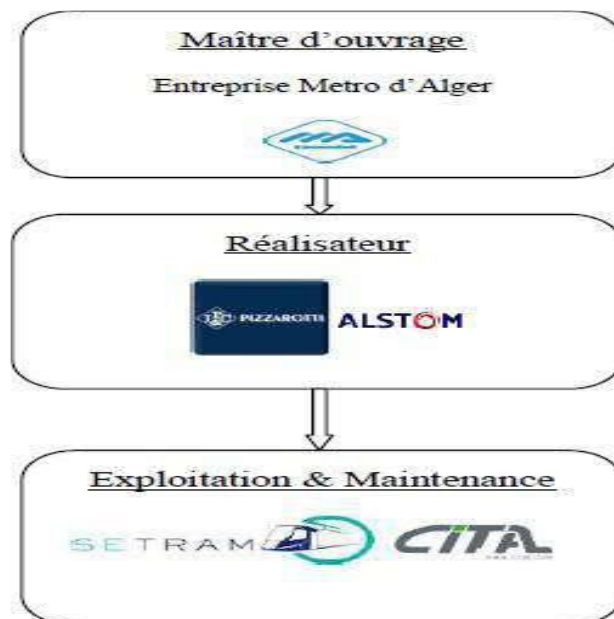 Maître d’ouvrage
Entreprise Metro d’Alger
Réalisateur
PIZZAROTTI ALSTOM
Exploitation & Maintenance
SETRAM CITAL